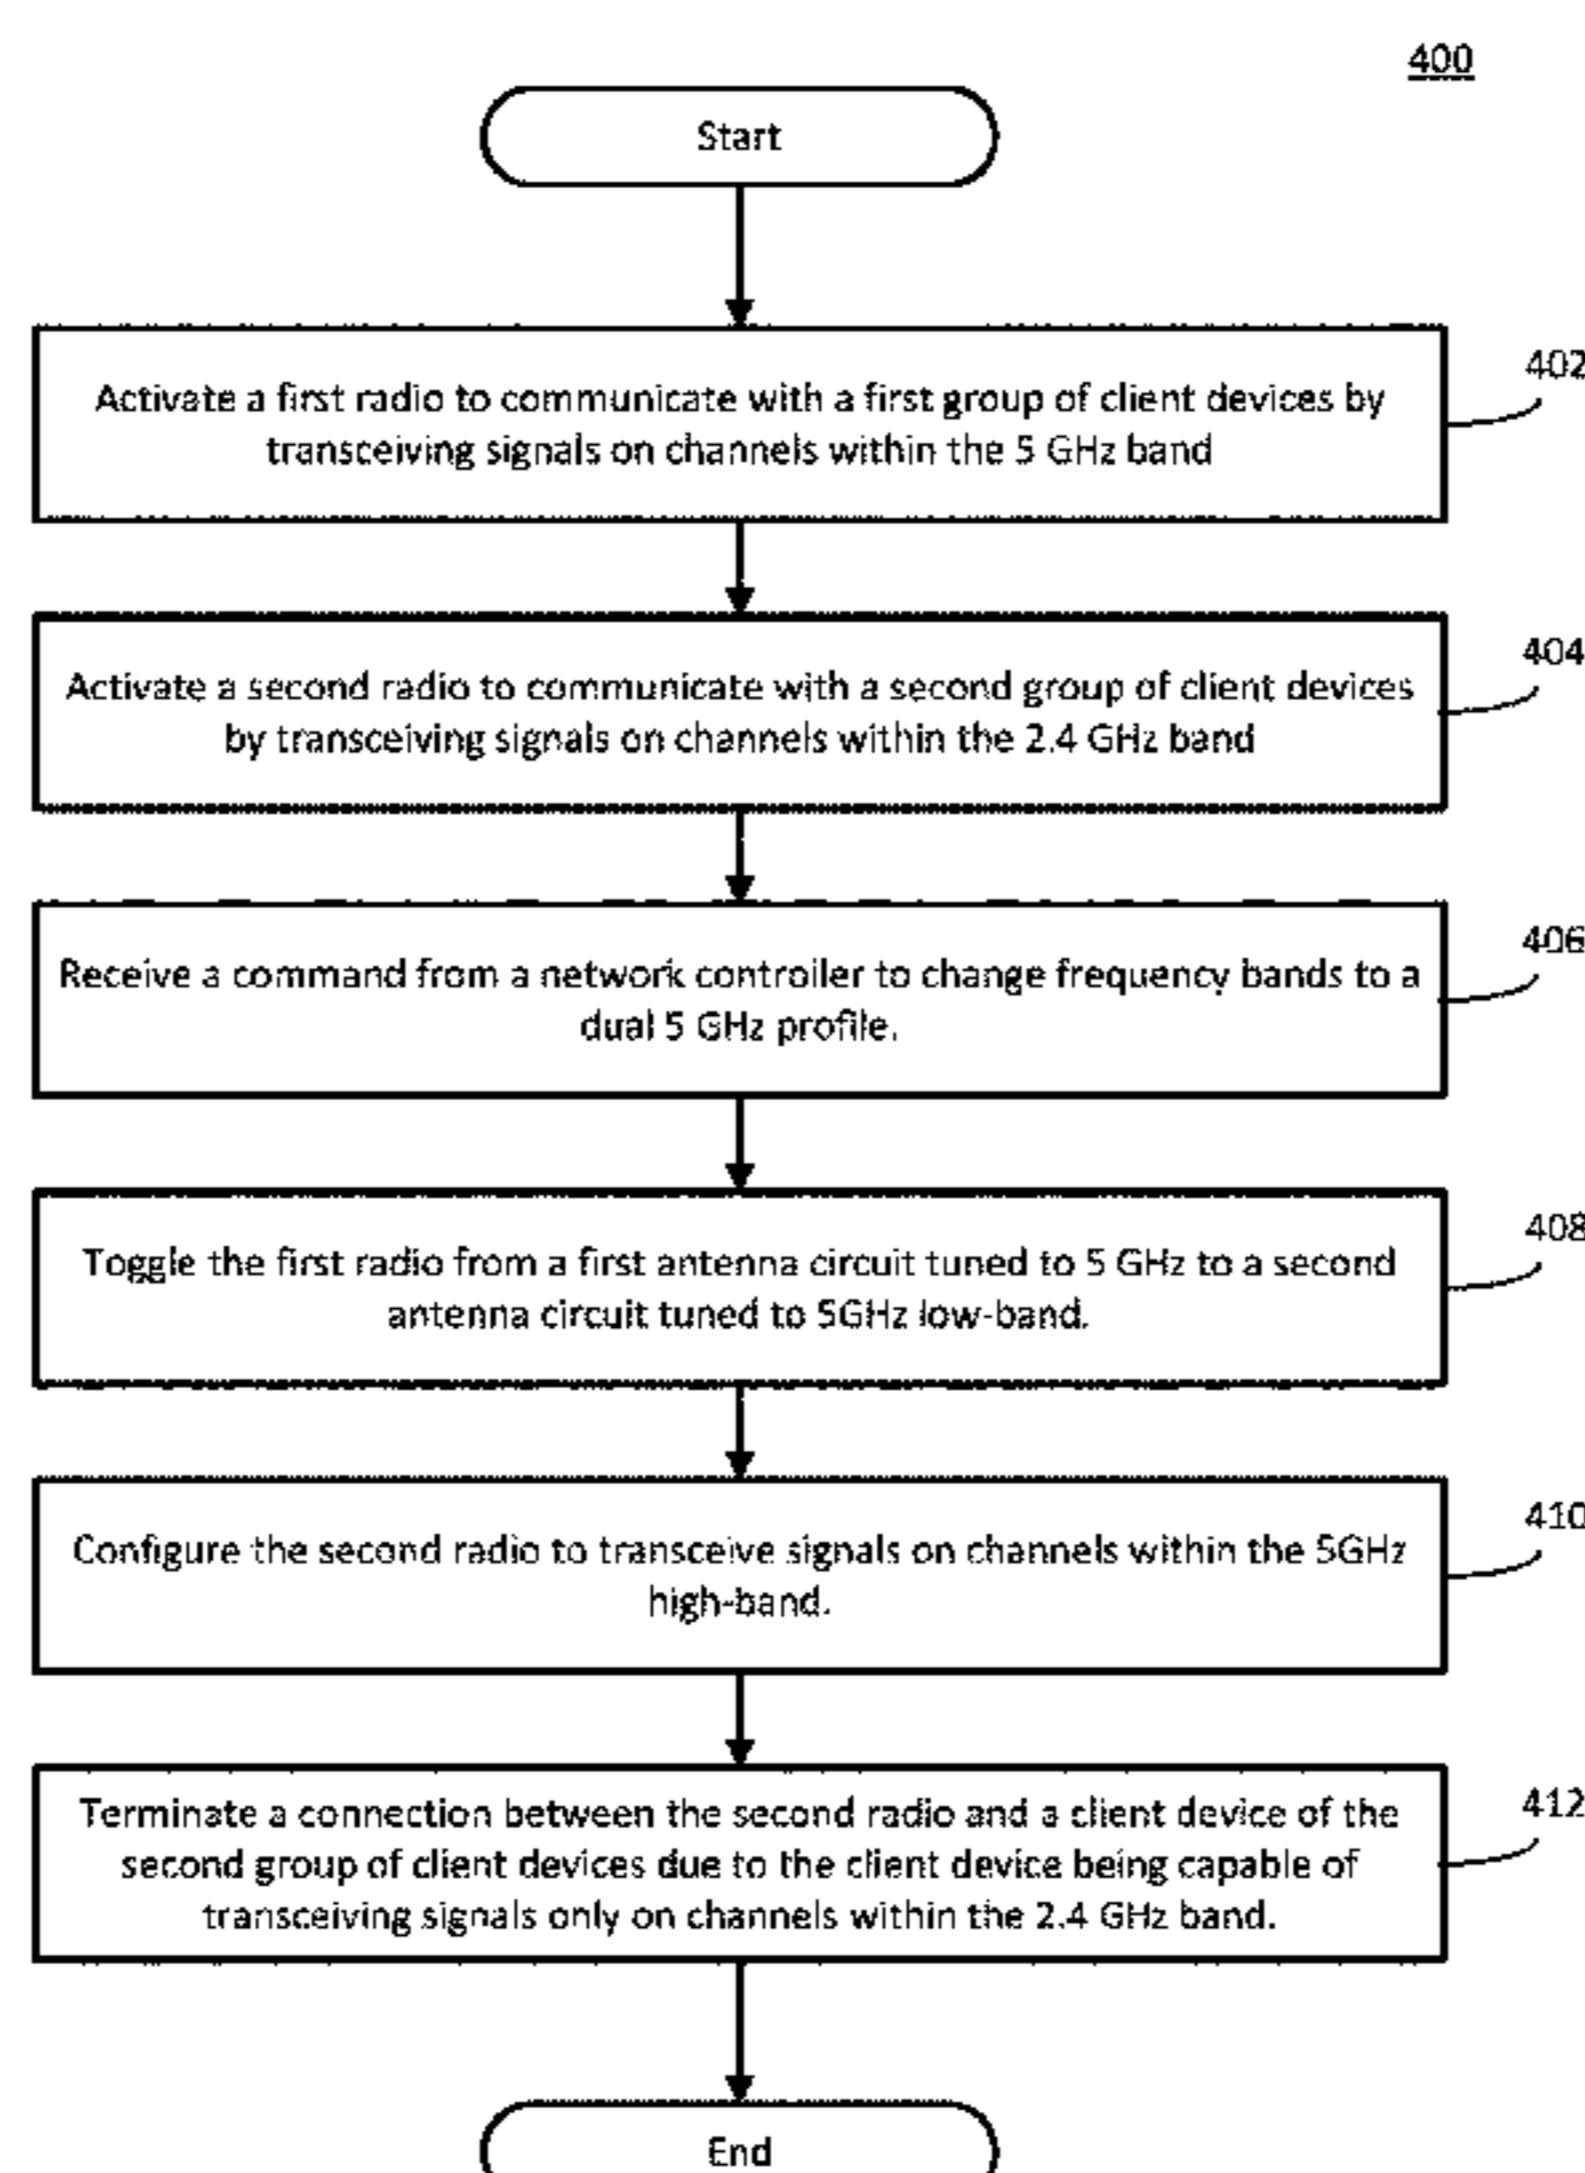 400
Start
Activate a first radio to communicate with a first group of client devices by
transceiving signals on channels within the 5 GHz band
402
Activate a second radio to communicate with a second group of client devices
by transceiving signals on channels within the 2.4 GHz band
404
Receive a command from a network controller to change frequency bands to a
dual 5 GHz profile.
406
Toggle the first radio from a first antenna circuit tuned to 5 GHz to a second
antenna circuit tuned to 5GHz low-band.
408
Configure the second radio to transceive signals on channels within the 5GHz
high-band.
410
Terminate a connection between the second radio and a client device of the
second group of client devices due to the client device being capable of
transceiving signals only on channels within the 2.4 GHz band.
412
End